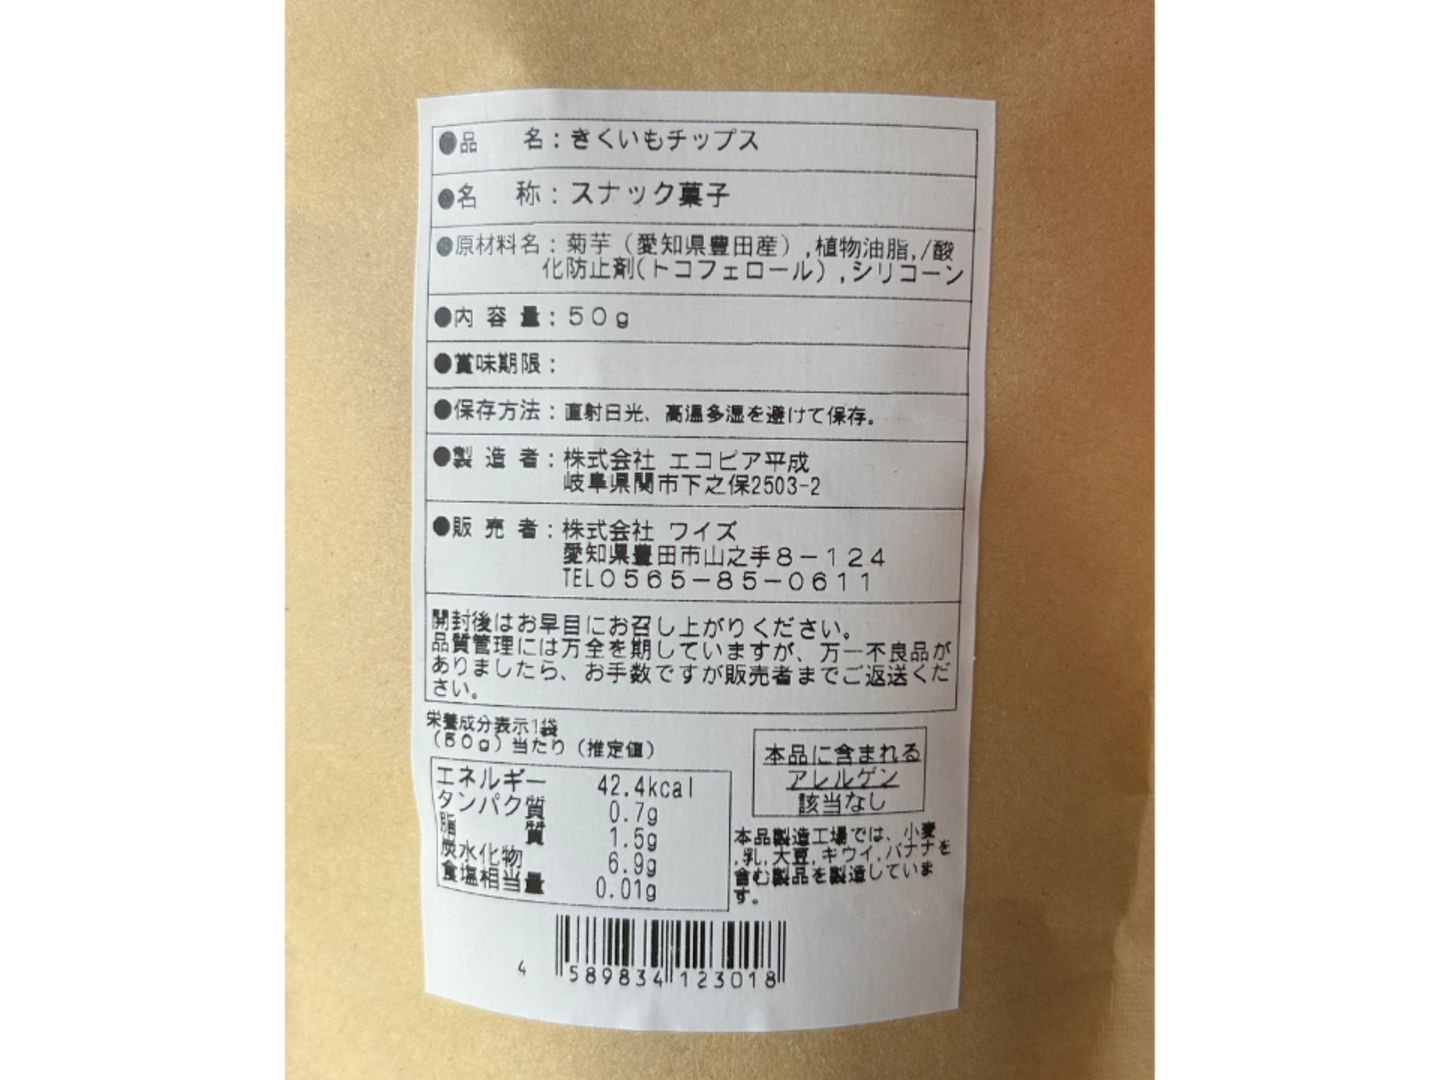 ●品　　名：きくいもチップス
●名　　称：スナック菓子
●原材料名：菊芋（愛知県豊田産）,植物油脂,/酸
化防止剤(トコフェロール）,シリコーン
●内 容 量：５０ｇ
●賞味期限：
●保存方法：直射日光、高温多湿を避けて保存。
●製 造 者：株式会社 エコピア平成
岐阜県関市下之保2503-2
●販 売 者：株式会社 ワイズ
愛知県豊田市山之手８－１２４
TEL０５６５－８５－０６１１
開封後はお早目にお召し上がりください。
品質管理には万全を期していますが、万一不良品が
ありましたら、お手数ですが販売者までご返送くだ
さい。
栄養成分表示1袋
（５０ｇ）当たり（推定値）
エネルギー 42.4kcal
タンパク質 0.7g
脂　　　質 1.5g
炭水化物 6.9g
食塩相当量 0.01g
本品に含まれる
アレルゲン
該当なし
本品製造工場では、小麦
,乳,大豆,キウイ,バナナを
含む製品を製造していま
す。
4 589834 123018